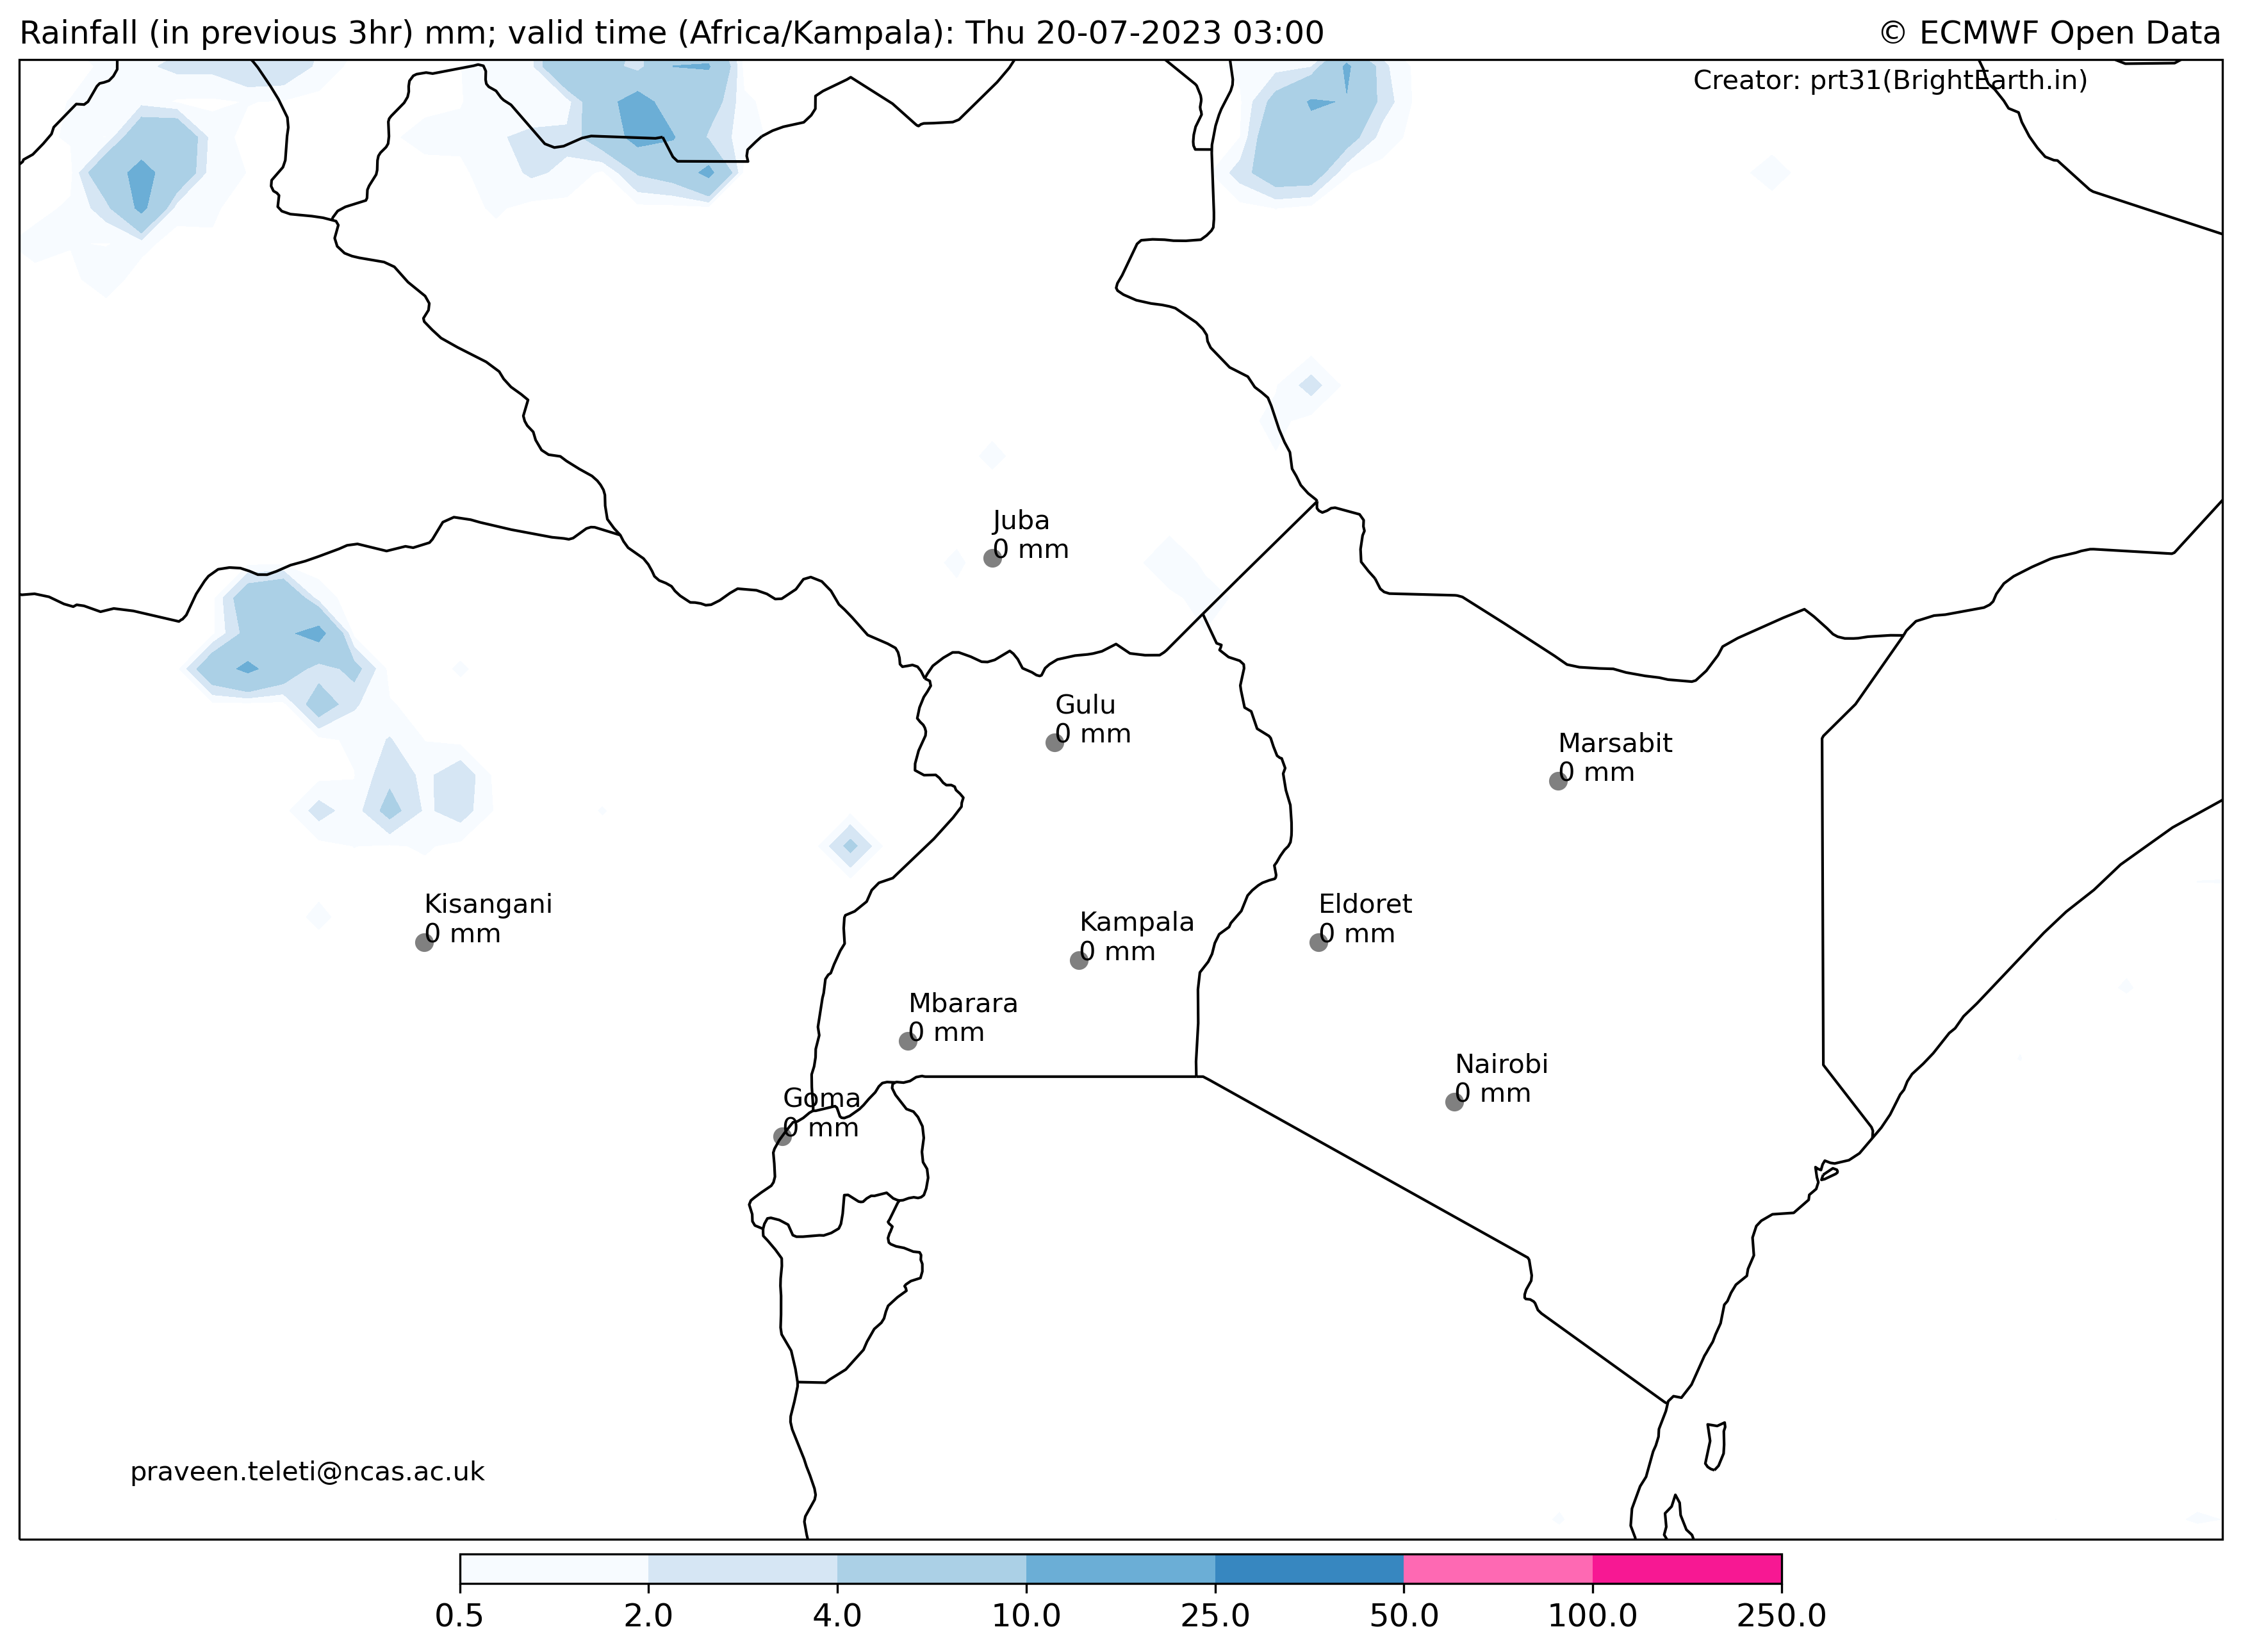 Rainfall (in previous 3hr) mm; valid time (Africa/Kampala): Thu 20-07-2023 03:00
© ECMWF Open Data
Creator: prt31(BrightEarth.in)
Juba
0 mm
Gulu
0 mm
Marsabit
0 mm
Kisangani
0 mm
Kampala
0 mm
Eldoret
0 mm
Mbarara
0 mm
Nairobi
0 mm
Goma
0 mm
praveen.teleti@ncas.ac.uk
0.5 2.0 4.0 10.0 25.0 50.0 100.0 250.0